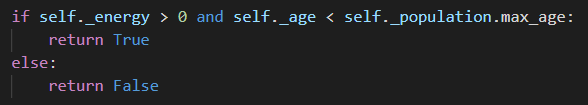 if self._energy > 0 and self._age < self._population.max_age:
    return True
else:
    return False